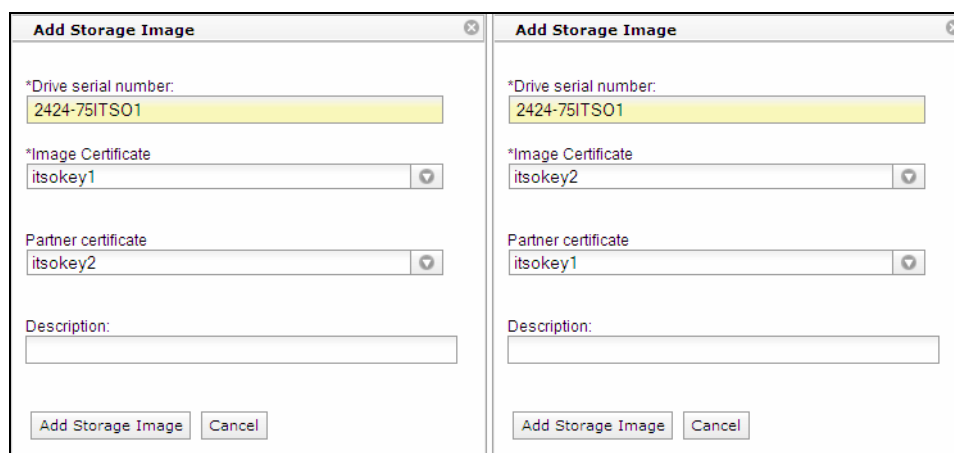 Add Storage Image
*Drive serial number:
2424-75ITSO1
*Image Certificate
itsokey1
Partner certificate
itsokey2
Description:
Add Storage Image Cancel
Add Storage Image
*Drive serial number:
2424-75ITSO1
*Image Certificate
itsokey2
Partner certificate
itsokey1
Description:
Add Storage Image Cancel